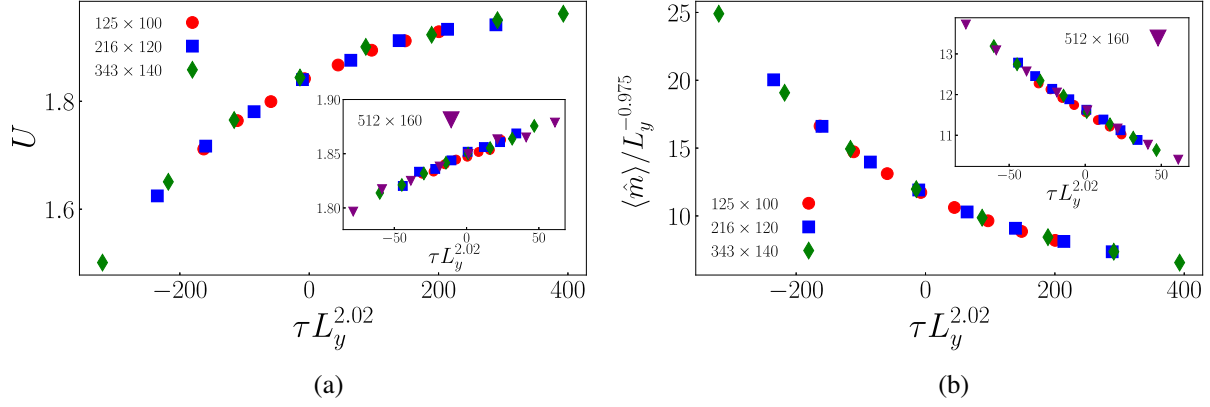 125 × 100
216 × 120
343 × 140
U
1.8
1.6
−200
0
200
400
τL_y^{2.02}
512 × 160
1.90
1.85
1.80
−50
0
50
τL_y^{2.02}
(a)
⟨m̂⟩/L_y^{−0.975}
25
20
15
10
−200
0
200
400
τL_y^{2.02}
125 × 100
216 × 120
343 × 140
512 × 160
13
12
11
−50
0
50
τL_y^{2.02}
(b)